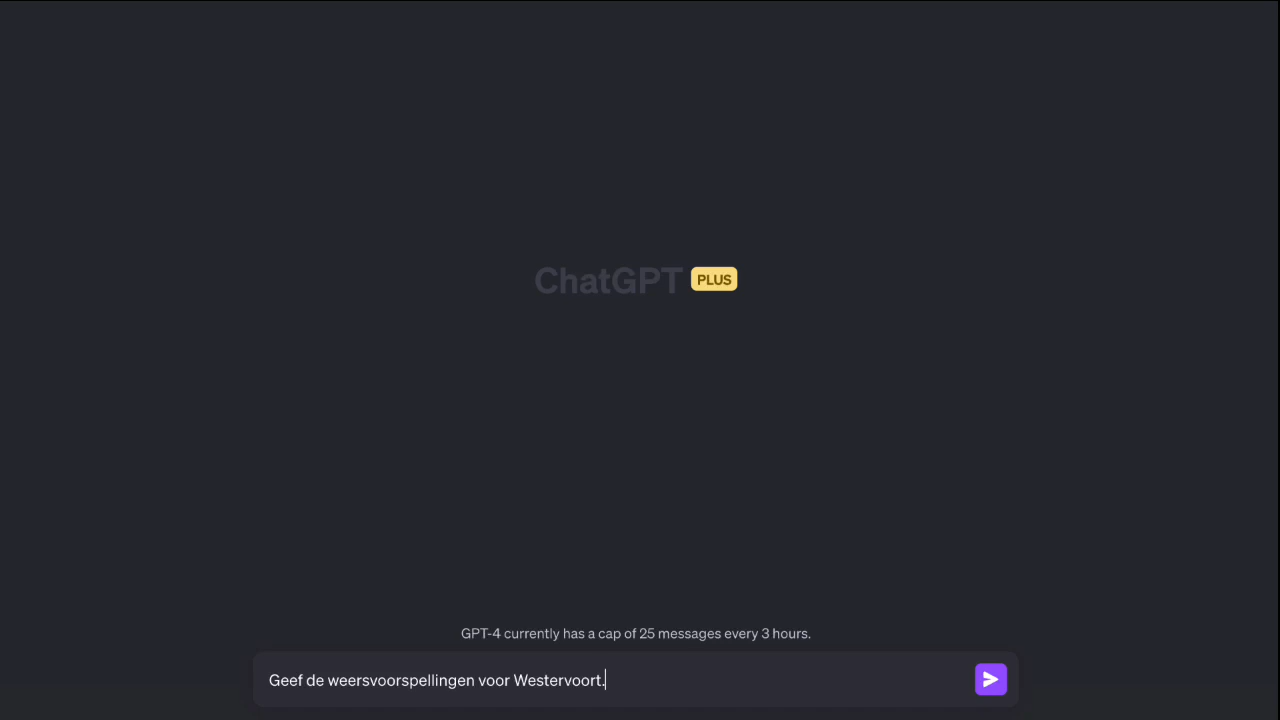 ChatGPT PLUS
GPT-4 currently has a cap of 25 messages every 3 hours.
Geef de weersvoorspellingen voor Westervoort.